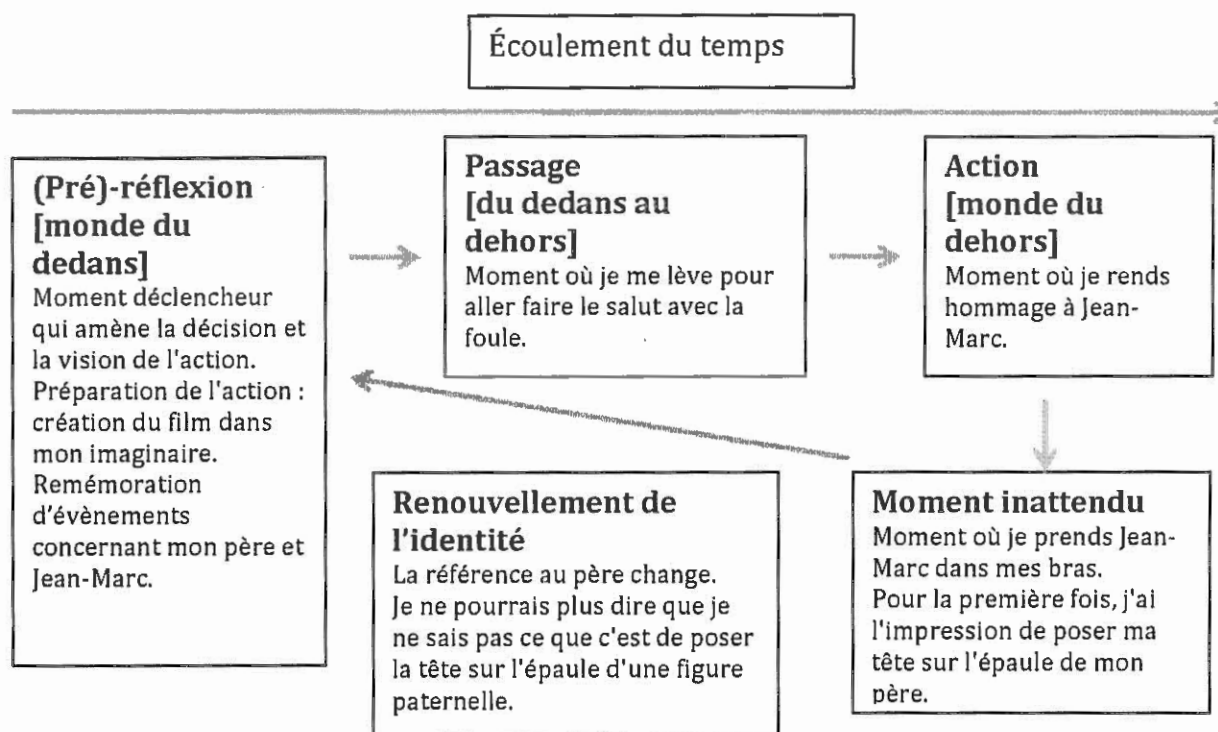 Écoulement du temps
(Pré)-réflexion
[monde du
dedans]
Moment déclencheur
qui amène la décision et
la vision de l'action.
Préparation de l'action :
création du film dans
mon imaginaire.
Remémoration
d'évènements
concernant mon père et
Jean-Marc.
Passage
[du dedans au
dehors]
Moment où je me lève pour
aller faire le salut avec la
foule.
Action
[monde du
dehors]
Moment où je rends
hommage à Jean-
Marc.
Renouvellement de
l'identité
La référence au père change.
Je ne pourrais plus dire que je
ne sais pas ce que c'est de poser
la tête sur l'épaule d'une figure
paternelle.
Moment inattendu
Moment où je prends Jean-
Marc dans mes bras.
Pour la première fois, j'ai
l'impression de poser ma
tête sur l'épaule de mon
père.